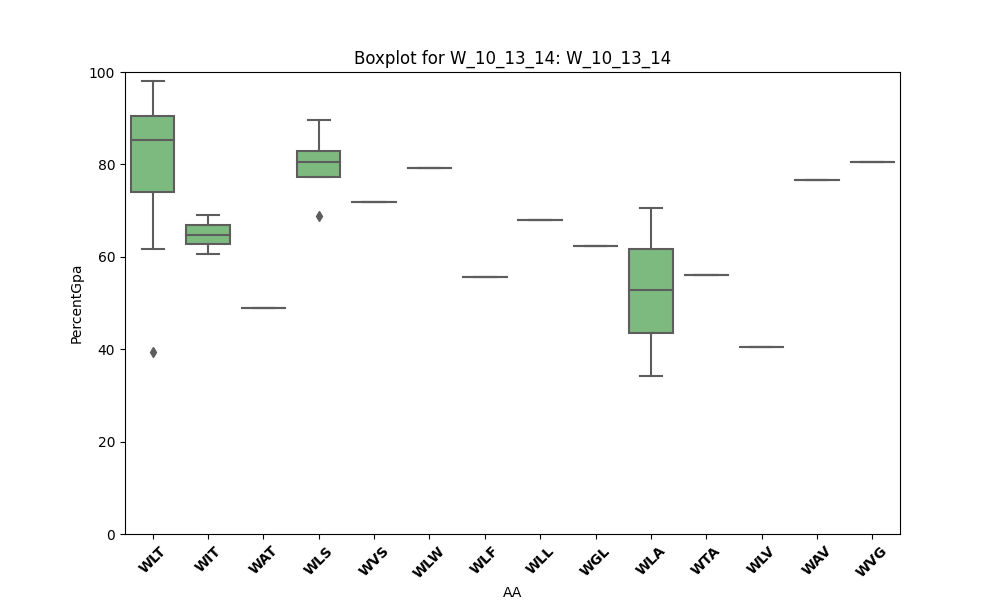 Boxplot for W_10_13_14: W_10_13_14
100
80
60
40
20
0
PercentGpa
WLT WIT WAT WLS WVS WLW WLF WLL WGL WLA WTA WLV WAV WVG
AA